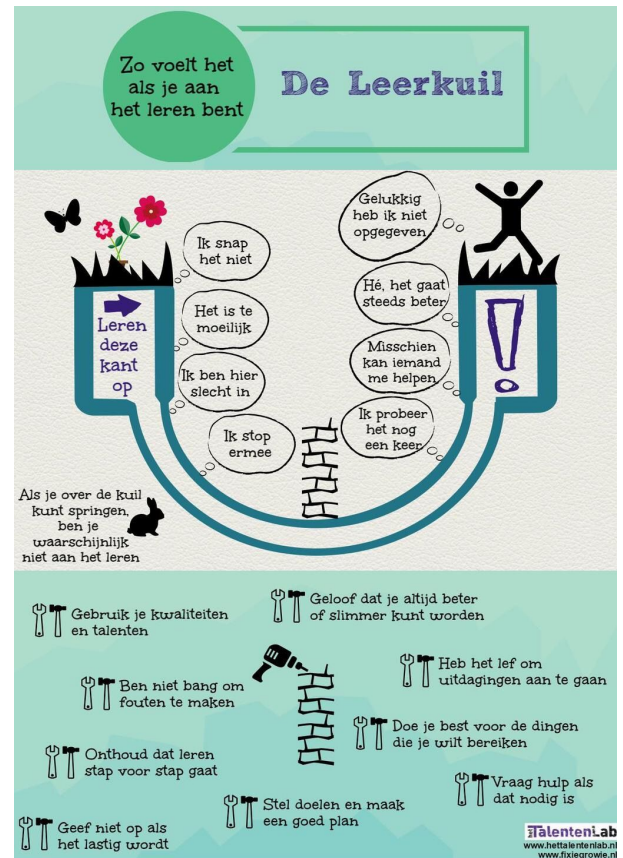 Zo voelt het
als je aan
het leren bent
De Leerkuil
Ik snap
het niet
Het is te
moeilijk
Ik ben hier
slecht in
Ik stop
ermee
Gelukkig
heb ik niet
opgegeven
Hé, het gaat
steeds beter
Misschien
kan iemand
me helpen
Ik probeer
het nog
een keer
Leren
deze
kant
op
!
Als je over de kuil
kunt springen,
ben je
waarschijnlijk
niet aan het leren
Gebruik je kwaliteiten
en talenten
Geloof dat je altijd beter
of slimmer kunt worden
Ben niet bang om
fouten te maken
Heb het lef om
uitdagingen aan te gaan
Onthoud dat leren
stap voor stap gaat
Doe je best voor de dingen
die je wilt bereiken
Geef niet op als
het lastig wordt
Stel doelen en maak
een goed plan
Vraag hulp als
dat nodig is
TalentenLab
www.hettalentenlab.nl
www.fixiegrowie.nl